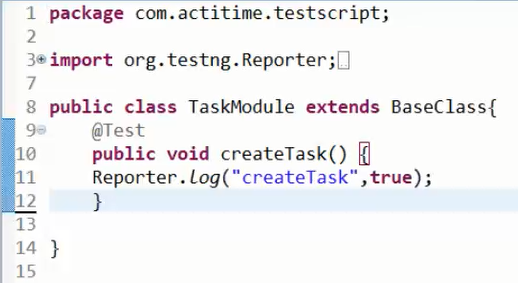 1 package com.actitime.testscript;
2
3 import org.testng.Reporter;
7
8 public class TaskModule extends BaseClass{
9 @Test
10 public void createTask() {
11 Reporter.log("createTask",true);
12 }
13
14 }
15